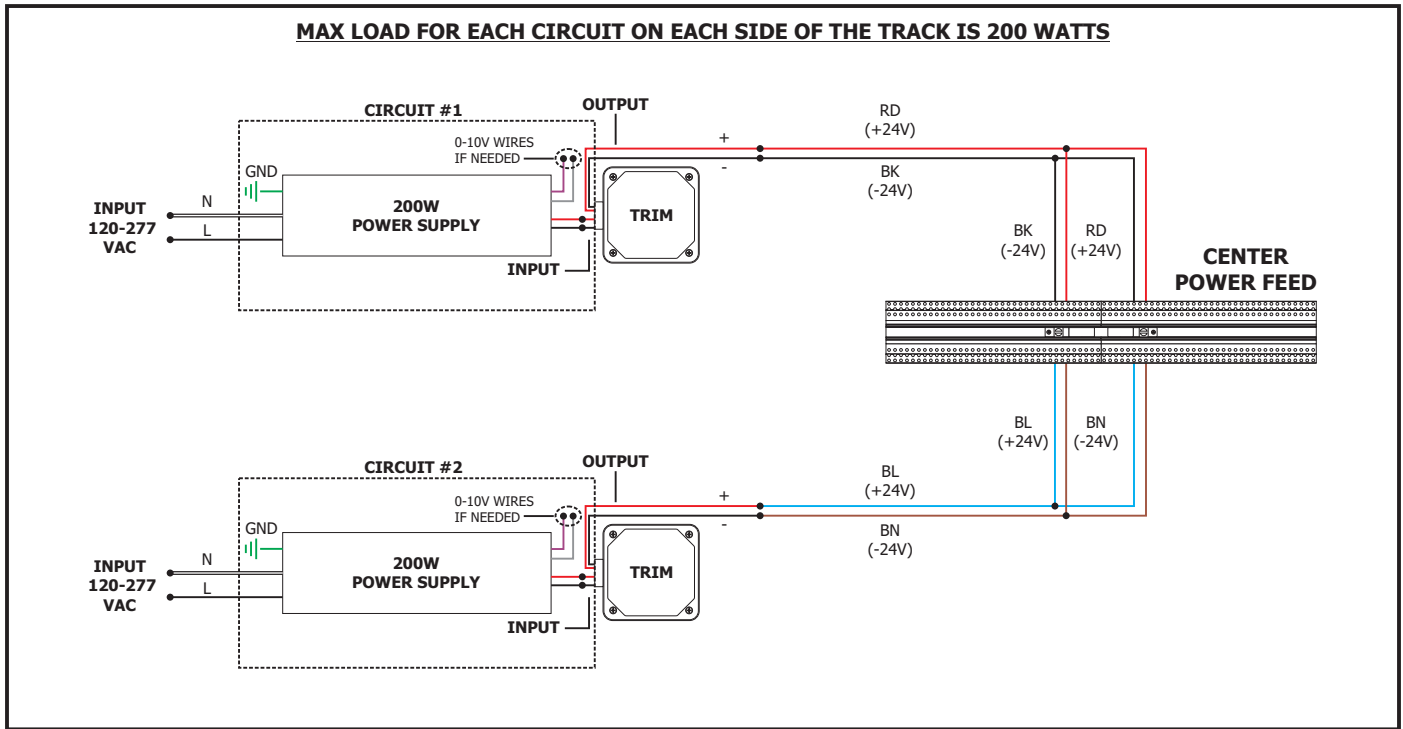 MAX LOAD FOR EACH CIRCUIT ON EACH SIDE OF THE TRACK IS 200 WATTS
CIRCUIT #1
OUTPUT
0-10V WIRES
IF NEEDED
GND
N
L
INPUT
120-277
VAC
200W
POWER SUPPLY
INPUT
TRIM
+
-
RD
(+24V)
BK
(-24V)
BK
(-24V)
RD
(+24V)
CENTER
POWER FEED
BL
(+24V)
BN
(-24V)
CIRCUIT #2
OUTPUT
0-10V WIRES
IF NEEDED
GND
N
L
INPUT
120-277
VAC
200W
POWER SUPPLY
INPUT
TRIM
+
-
BL
(+24V)
BN
(-24V)